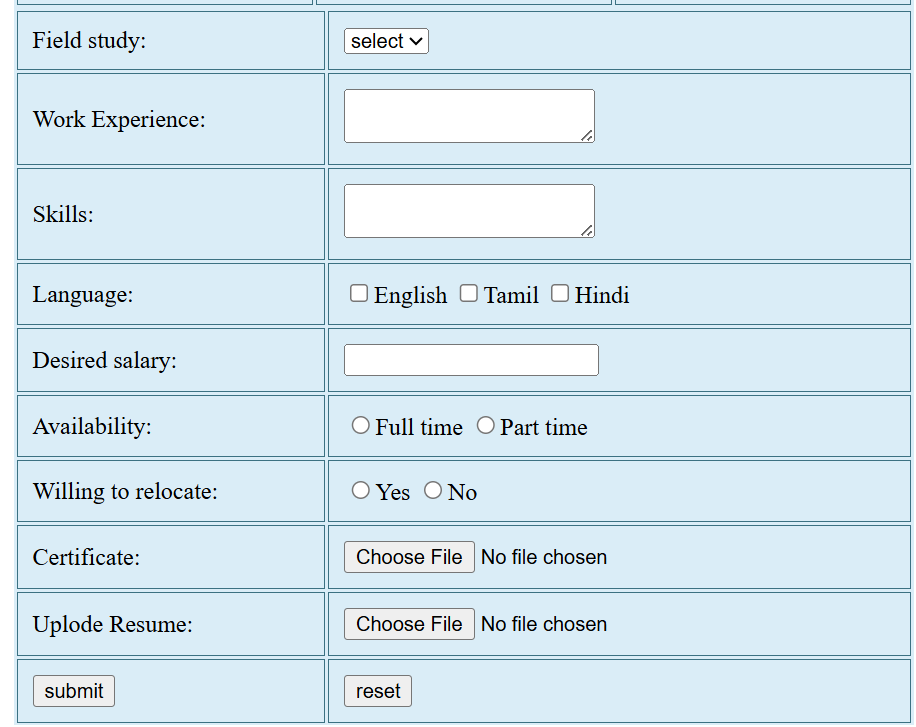 Field study: select
Work Experience:
Skills:
Language: English Tamil Hindi
Desired salary:
Availability: Full time Part time
Willing to relocate: Yes No
Certificate: Choose File No file chosen
Uplode Resume: Choose File No file chosen
submit reset